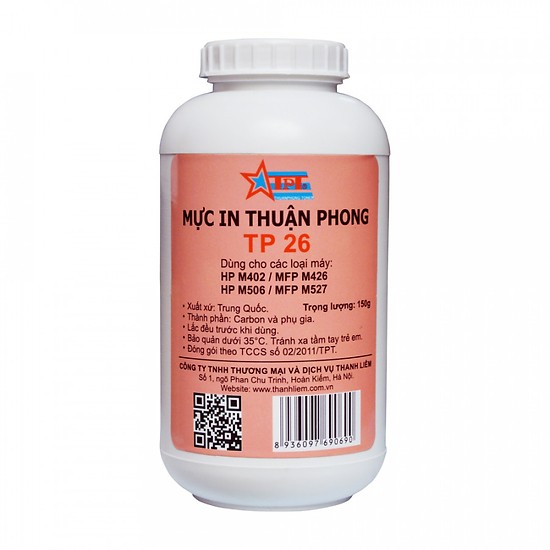 TPT
MỰC IN THUẬN PHONG
TP 26
Dùng cho các loại máy:
HP M402 / MFP M426
HP M506 / MFP M527
• Xuất xứ: Trung Quốc. Trọng lượng: 150g
• Thành phần: Carbon và phụ gia.
• Lắc đều trước khi dùng.
• Bảo quản dưới 35°C. Tránh xa tầm tay trẻ em.
• Đóng gói theo TCCS số 02/2011/TPT.
CÔNG TY TNHH THƯƠNG MẠI VÀ DỊCH VỤ THANH LIÊM
Số 1, ngõ Phan Chu Trinh, Hoàn Kiếm, Hà Nội.
Website: www.thanhliem.com.vn
8 936097 690690